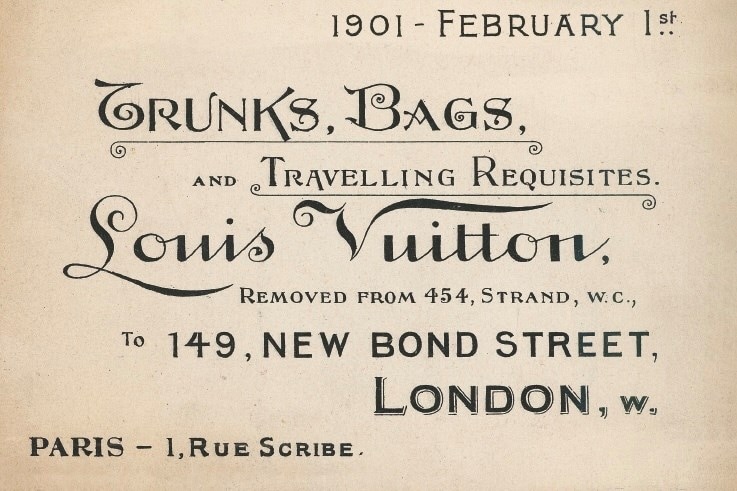 1901 - FEBRUARY 1st.
TRUNKS, BAGS,
AND TRAVELLING REQUISITES.
Louis Vuitton,
REMOVED FROM 454, STRAND, W.C.,
To 149, NEW BOND STREET,
LONDON, W.,
PARIS – 1, RUE SCRIBE.